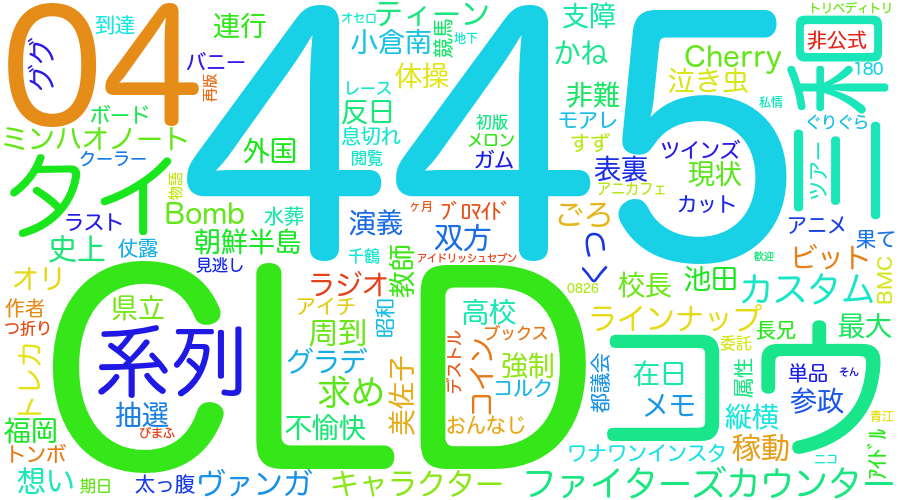 04
445
CLD
タイ
コウ
三和
系列
到達
連行
ティーン
支障
トリベディトリ
非公式
ググ
バニー
再版
オセロ
小倉南
競馬
地下
かね
Cherry
180
体操
泣き虫
私情
ボード
レース
反日
非難
ミンハオノート
息切れ
初版
モアレ
ぐりぐら
クーラー
外国
閲覧
メロン
ガム
すず
表裏
ツインズ
現状
ツアー
物語
アニカフェ
カット
ラスト
Bomb
水葬
演義
ヶ月
ブロマイド
ごろ
アニメ
果て
史上
仗露
朝鮮半島
双方
くつ
見逃し
千鶴
アイドリッシュセブン
池田
ビット
歓迎
オリ
ラジオ
教師
0826
校長
カスタム
BMC
作者
県立
アイチ
昭和
高校
ラインナップ
長兄
最大
つ折り
周到
ブックス
委託
トレカ
グラデ
デストル
コイン
強制
都議会
在日
属性
単品
そん
求め
美佐子
コルク
メモ
参政
抽選
不愉快
おんなじ
縦横
青江
福岡
びまふ
トンボ
ワナワンインスタ
稼動
ニコ
アイドル
想い
期日
太っ腹
ヴァンガ
キャラクター
ファイターズカウンター